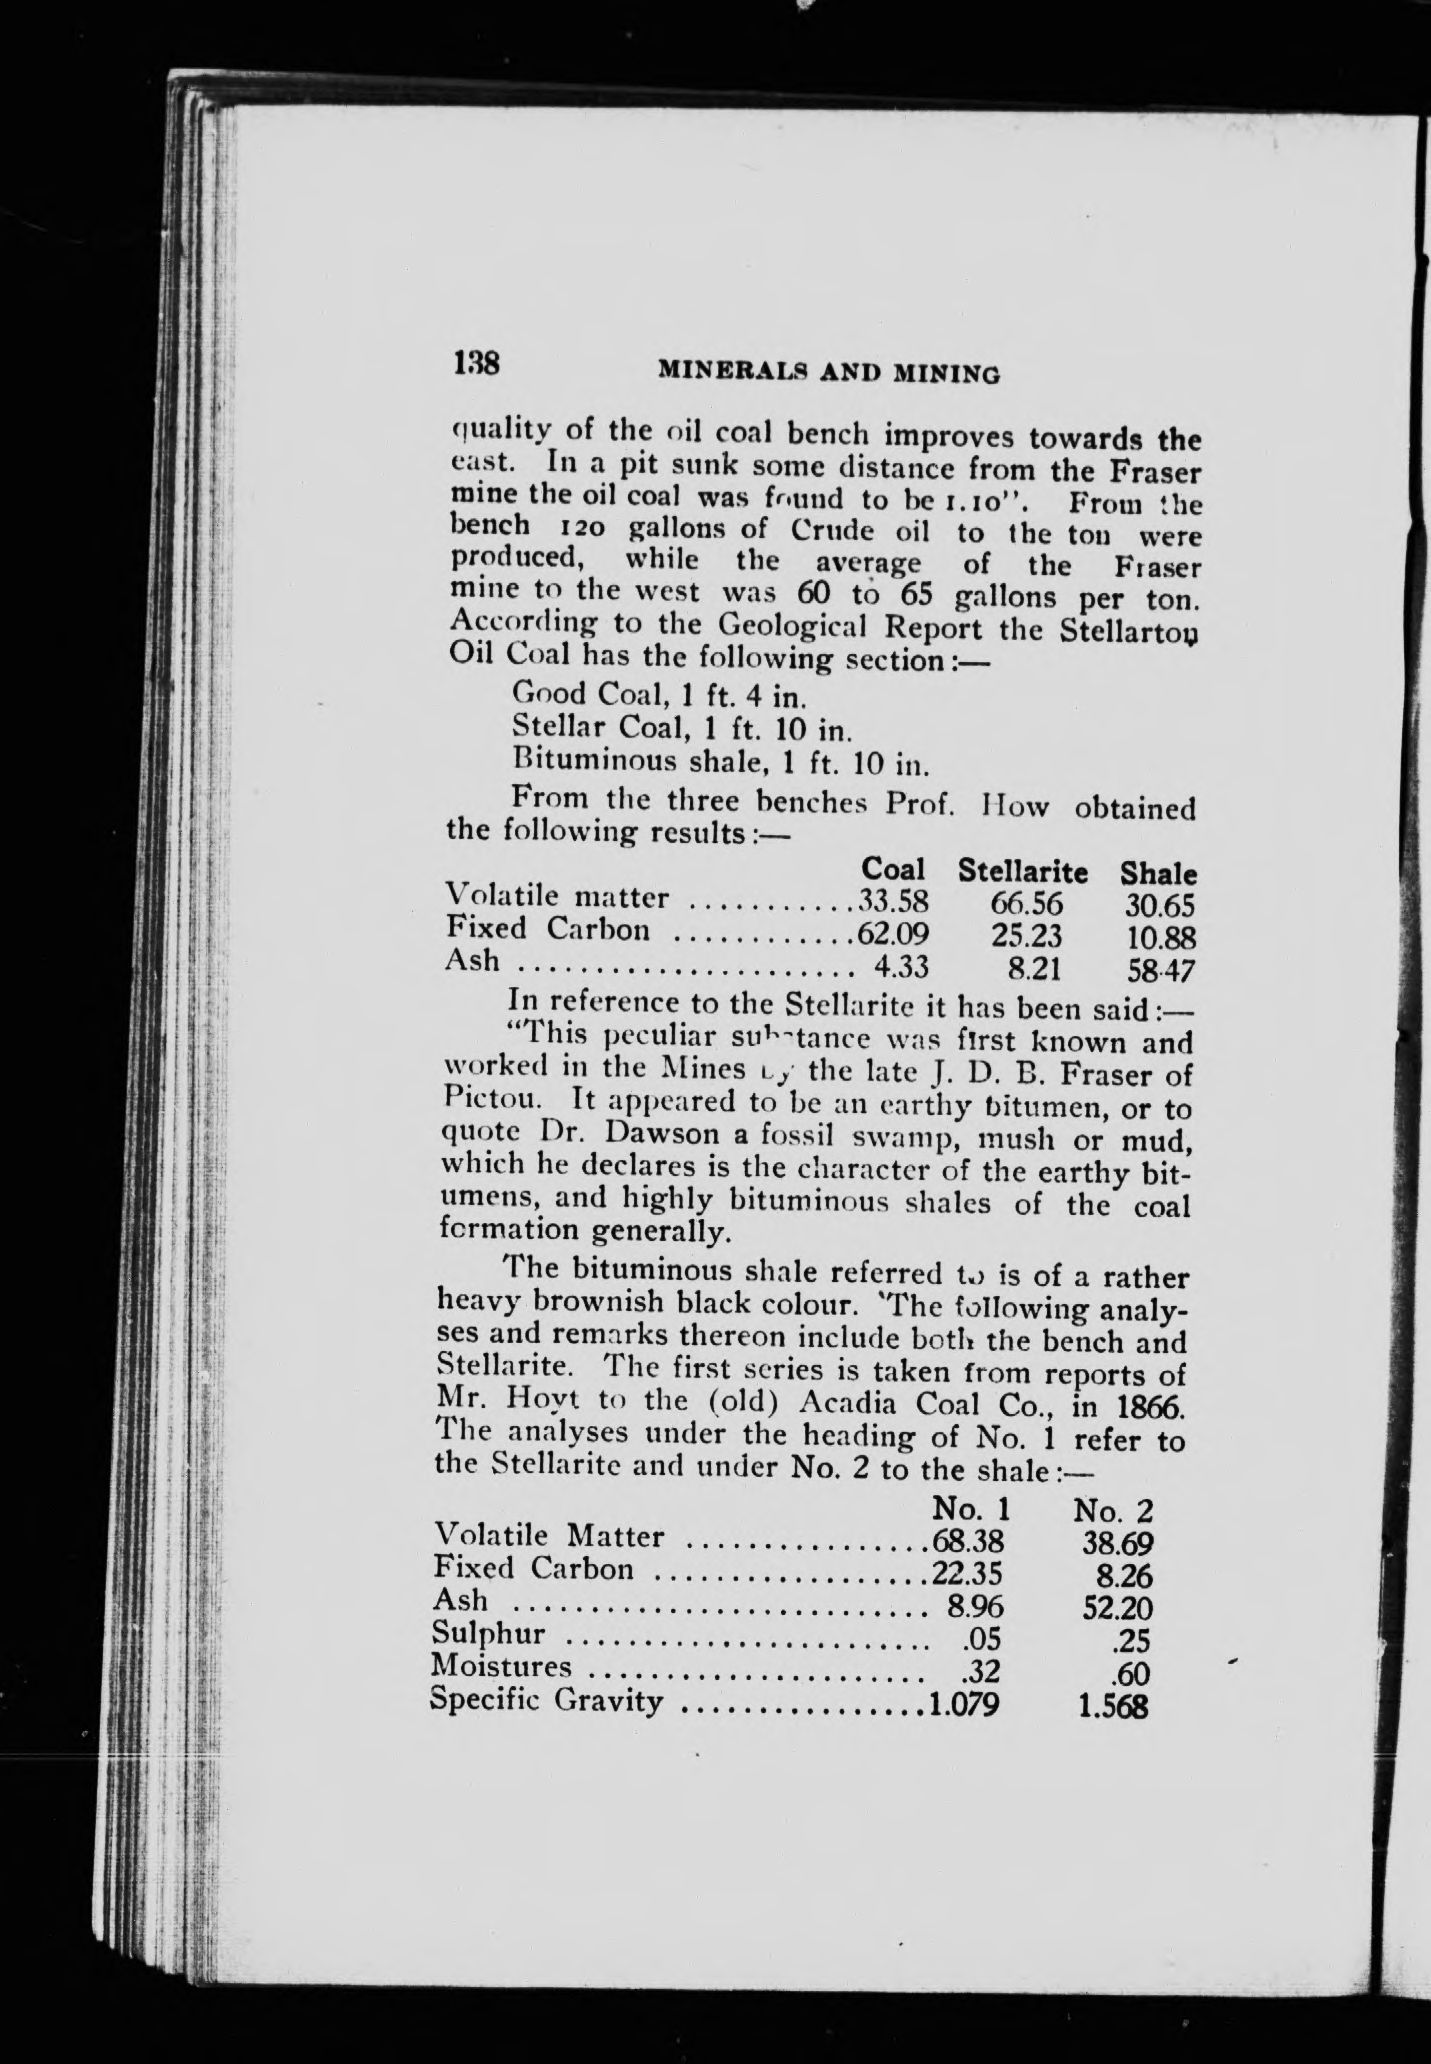 138 MINERALS AND MINING
quality of the oil coal bench improves towards the
east. In a pit sunk some distance from the Fraser
mine the oil coal was found to be 1.10". From the
bench 120 gallons of Crude oil to the ton were
produced, while the average of the Fraser
mine to the west was 60 to 65 gallons per ton.
According to the Geological Report the Stellarton
Oil Coal has the following section:—
Good Coal, 1 ft. 4 in.
Stellar Coal, 1 ft. 10 in.
Bituminous shale, 1 ft. 10 in.
From the three benches Prof. How obtained
the following results:—
Coal Stellarite Shale
Volatile matter ...........33.58 66.56 30.65
Fixed Carbon ............62.09 25.23 10.88
Ash ...................... 4.33 8.21 58.47
In reference to the Stellarite it has been said:—
"This peculiar substance was first known and
worked in the Mines by the late J. D. B. Fraser of
Pictou. It appeared to be an earthy bitumen, or to
quote Dr. Dawson a fossil swamp, mush or mud,
which he declares is the character of the earthy bit-
umens, and highly bituminous shales of the coal
formation generally.
The bituminous shale referred to is of a rather
heavy brownish black colour. 'The following analy-
ses and remarks thereon include both the bench and
Stellarite. The first series is taken from reports of
Mr. Hoyt to the (old) Acadia Coal Co., in 1866.
The analyses under the heading of No. 1 refer to
the Stellarite and under No. 2 to the shale:—
No. 1 No. 2
Volatile Matter ................68.38 38.69
Fixed Carbon ..................22.35 8.26
Ash ........................... 8.96 52.20
Sulphur ........................ .05 .25
Moistures ...................... .32 .60
Specific Gravity ................1.079 1.568